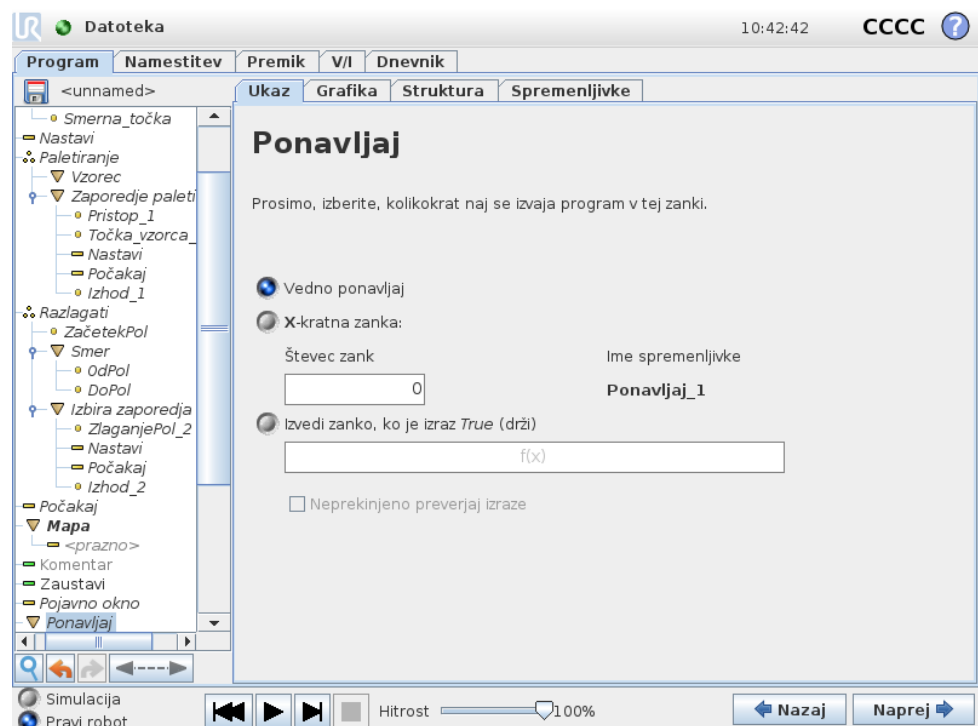 UR Datoteka 10:42:42 CCCC ?
Program Namestitev Premik V/I Dnevnik
<unnamed> Ukaz Grafika Struktura Spremenljivke
Smerna_točka
Nastavi
Paletiranje
Vzorec
Zaporedje paleti
Pristop_1
Točka_vzorca_
Nastavi
Počakaj
Izhod_1
Razlagati
ZačetekPol
Smer
OdPol
DoPol
Izbira zaporedja
ZlaganjePol_2
Nastavi
Počakaj
Izhod_2
Počakaj
Mapa
<prazno>
Komentar
Zaustavi
Pojavno okno
Ponavljaj
Ponavljaj
Prosimo, izberite, kolikokrat naj se izvaja program v tej zanki.
Vedno ponavljaj
X-kratna zanka:
Števec zank Ime spremenljivke
0 Ponavljaj_1
Izvedi zanko, ko je izraz True (drži)
f(x)
Neprekinjeno preverjaj izraze
Simulacija
Pravi robot
Hitrost 100% Nazaj Naprej